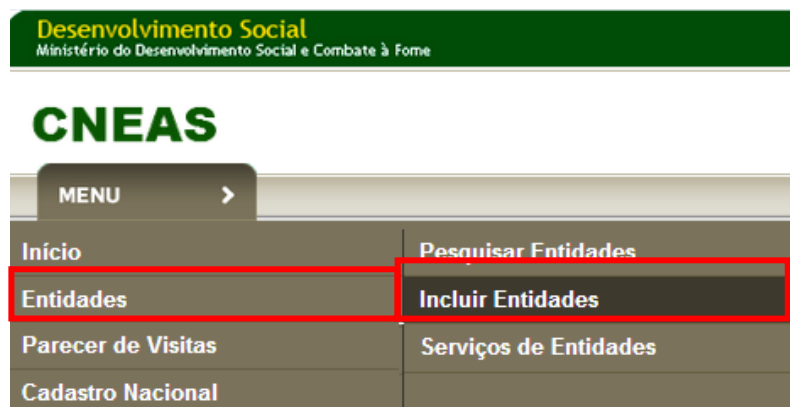 Desenvolvimento Social
Ministério do Desenvolvimento Social e Combate à Fome
CNEAS
MENU >
Início
Pesquisar Entidades
Entidades
Incluir Entidades
Parecer de Visitas
Serviços de Entidades
Cadastro Nacional